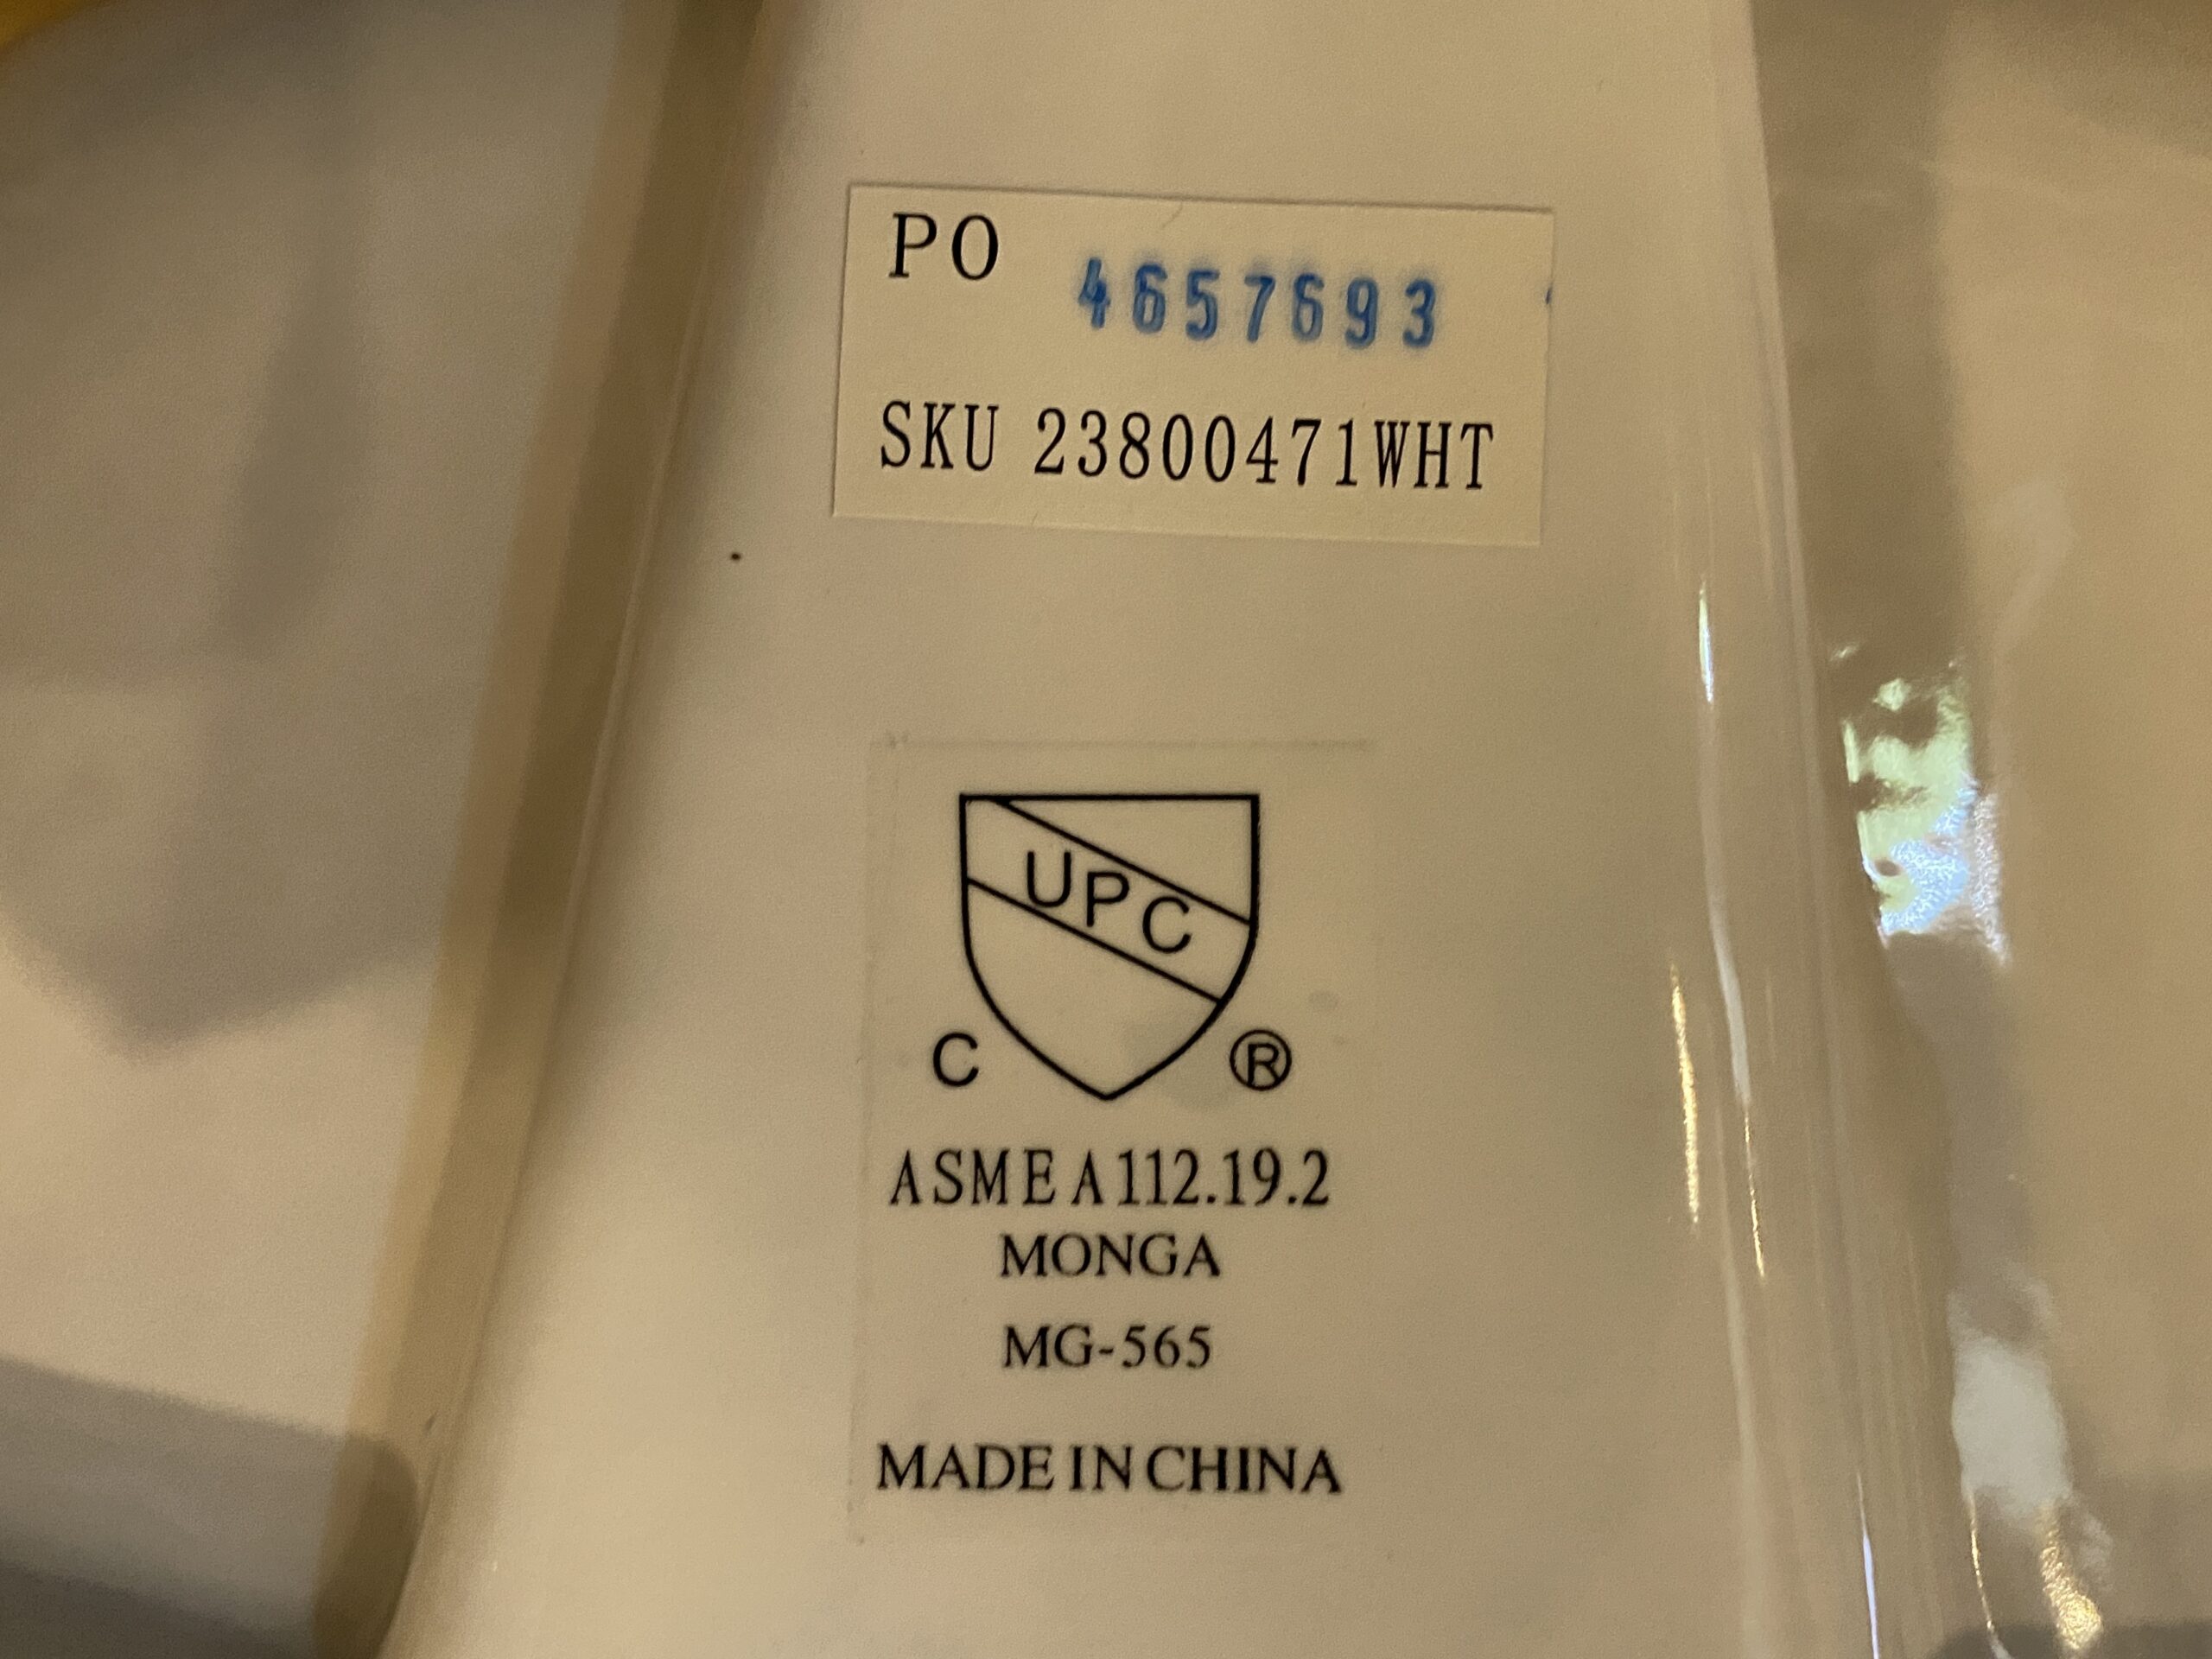 PO 4657693
SKU 23800471WHT
UPC
C ®
ASME A112.19.2
MONGA
MG-565
MADE IN CHINA